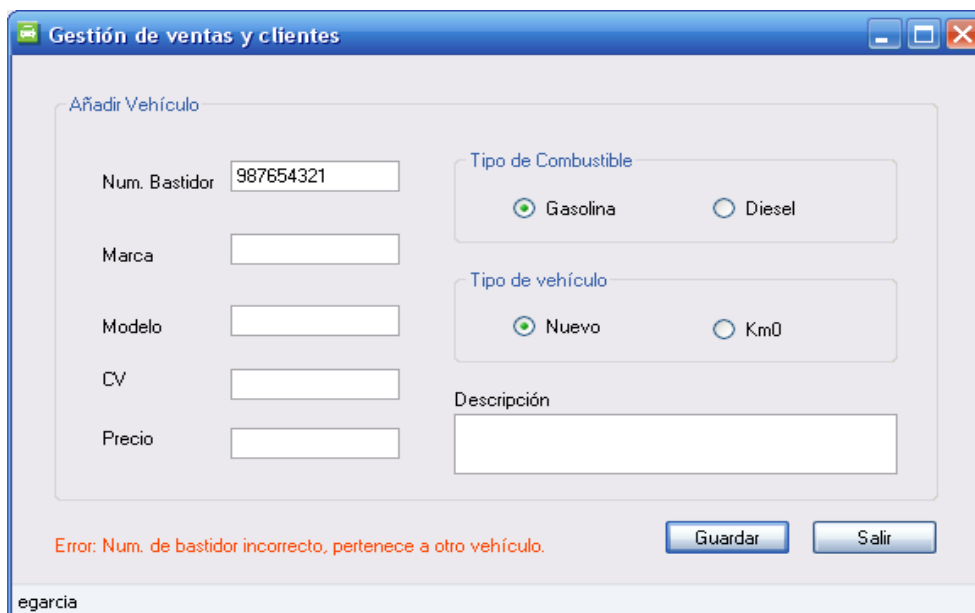 Gestión de ventas y clientes
Añadir Vehículo
Num. Bastidor 987654321
Marca
Modelo
CV
Precio
Tipo de Combustible
Gasolina Diesel
Tipo de vehículo
Nuevo Km0
Descripción
Error: Num. de bastidor incorrecto, pertenece a otro vehículo.
Guardar Salir
egarcia